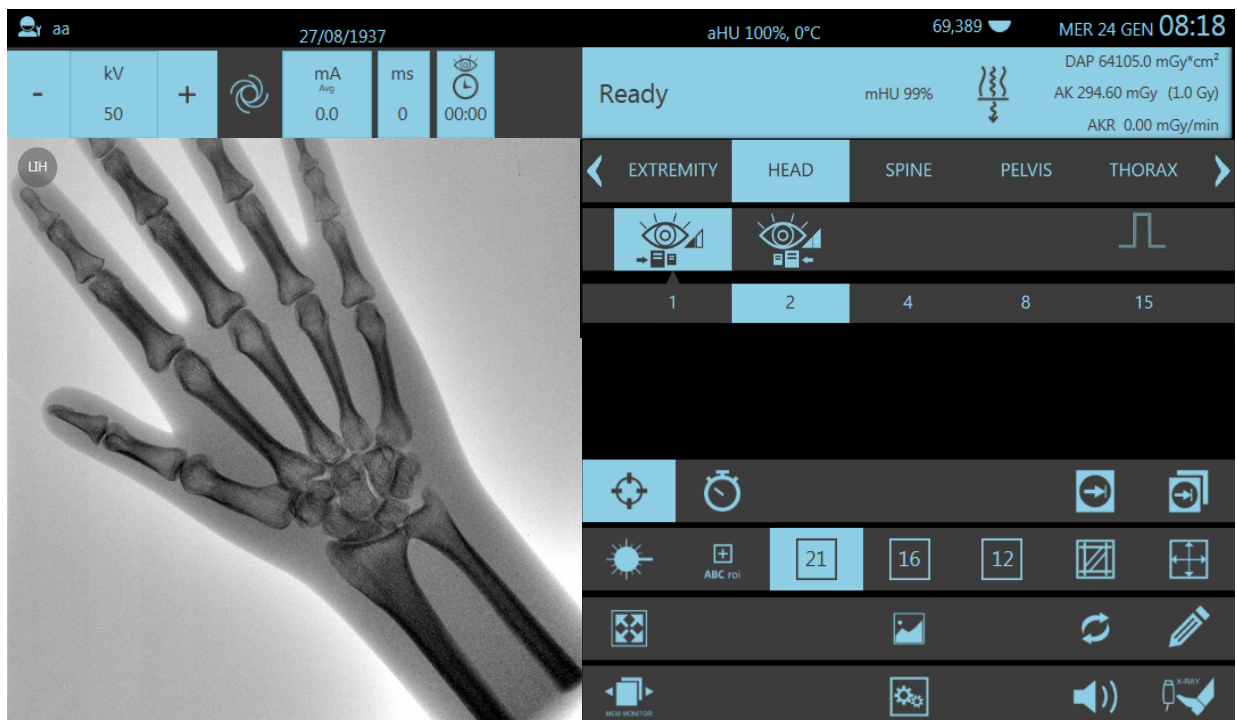 aa
27/08/1937
aHU 100%, 0°C
69,389
MER 24 GEN 08:18
-
kV
50
+
mA
Avg
0.0
ms
0
00:00
Ready
mHU 99%
DAP 64105.0 mGy*cm²
AK 294.60 mGy (1.0 Gy)
AKR 0.00 mGy/min
LIH
EXTREMITY HEAD SPINE PELVIS THORAX
1 2 4 8 15
ABC roi
21 16 12
MEM MONITOR
X-RAY